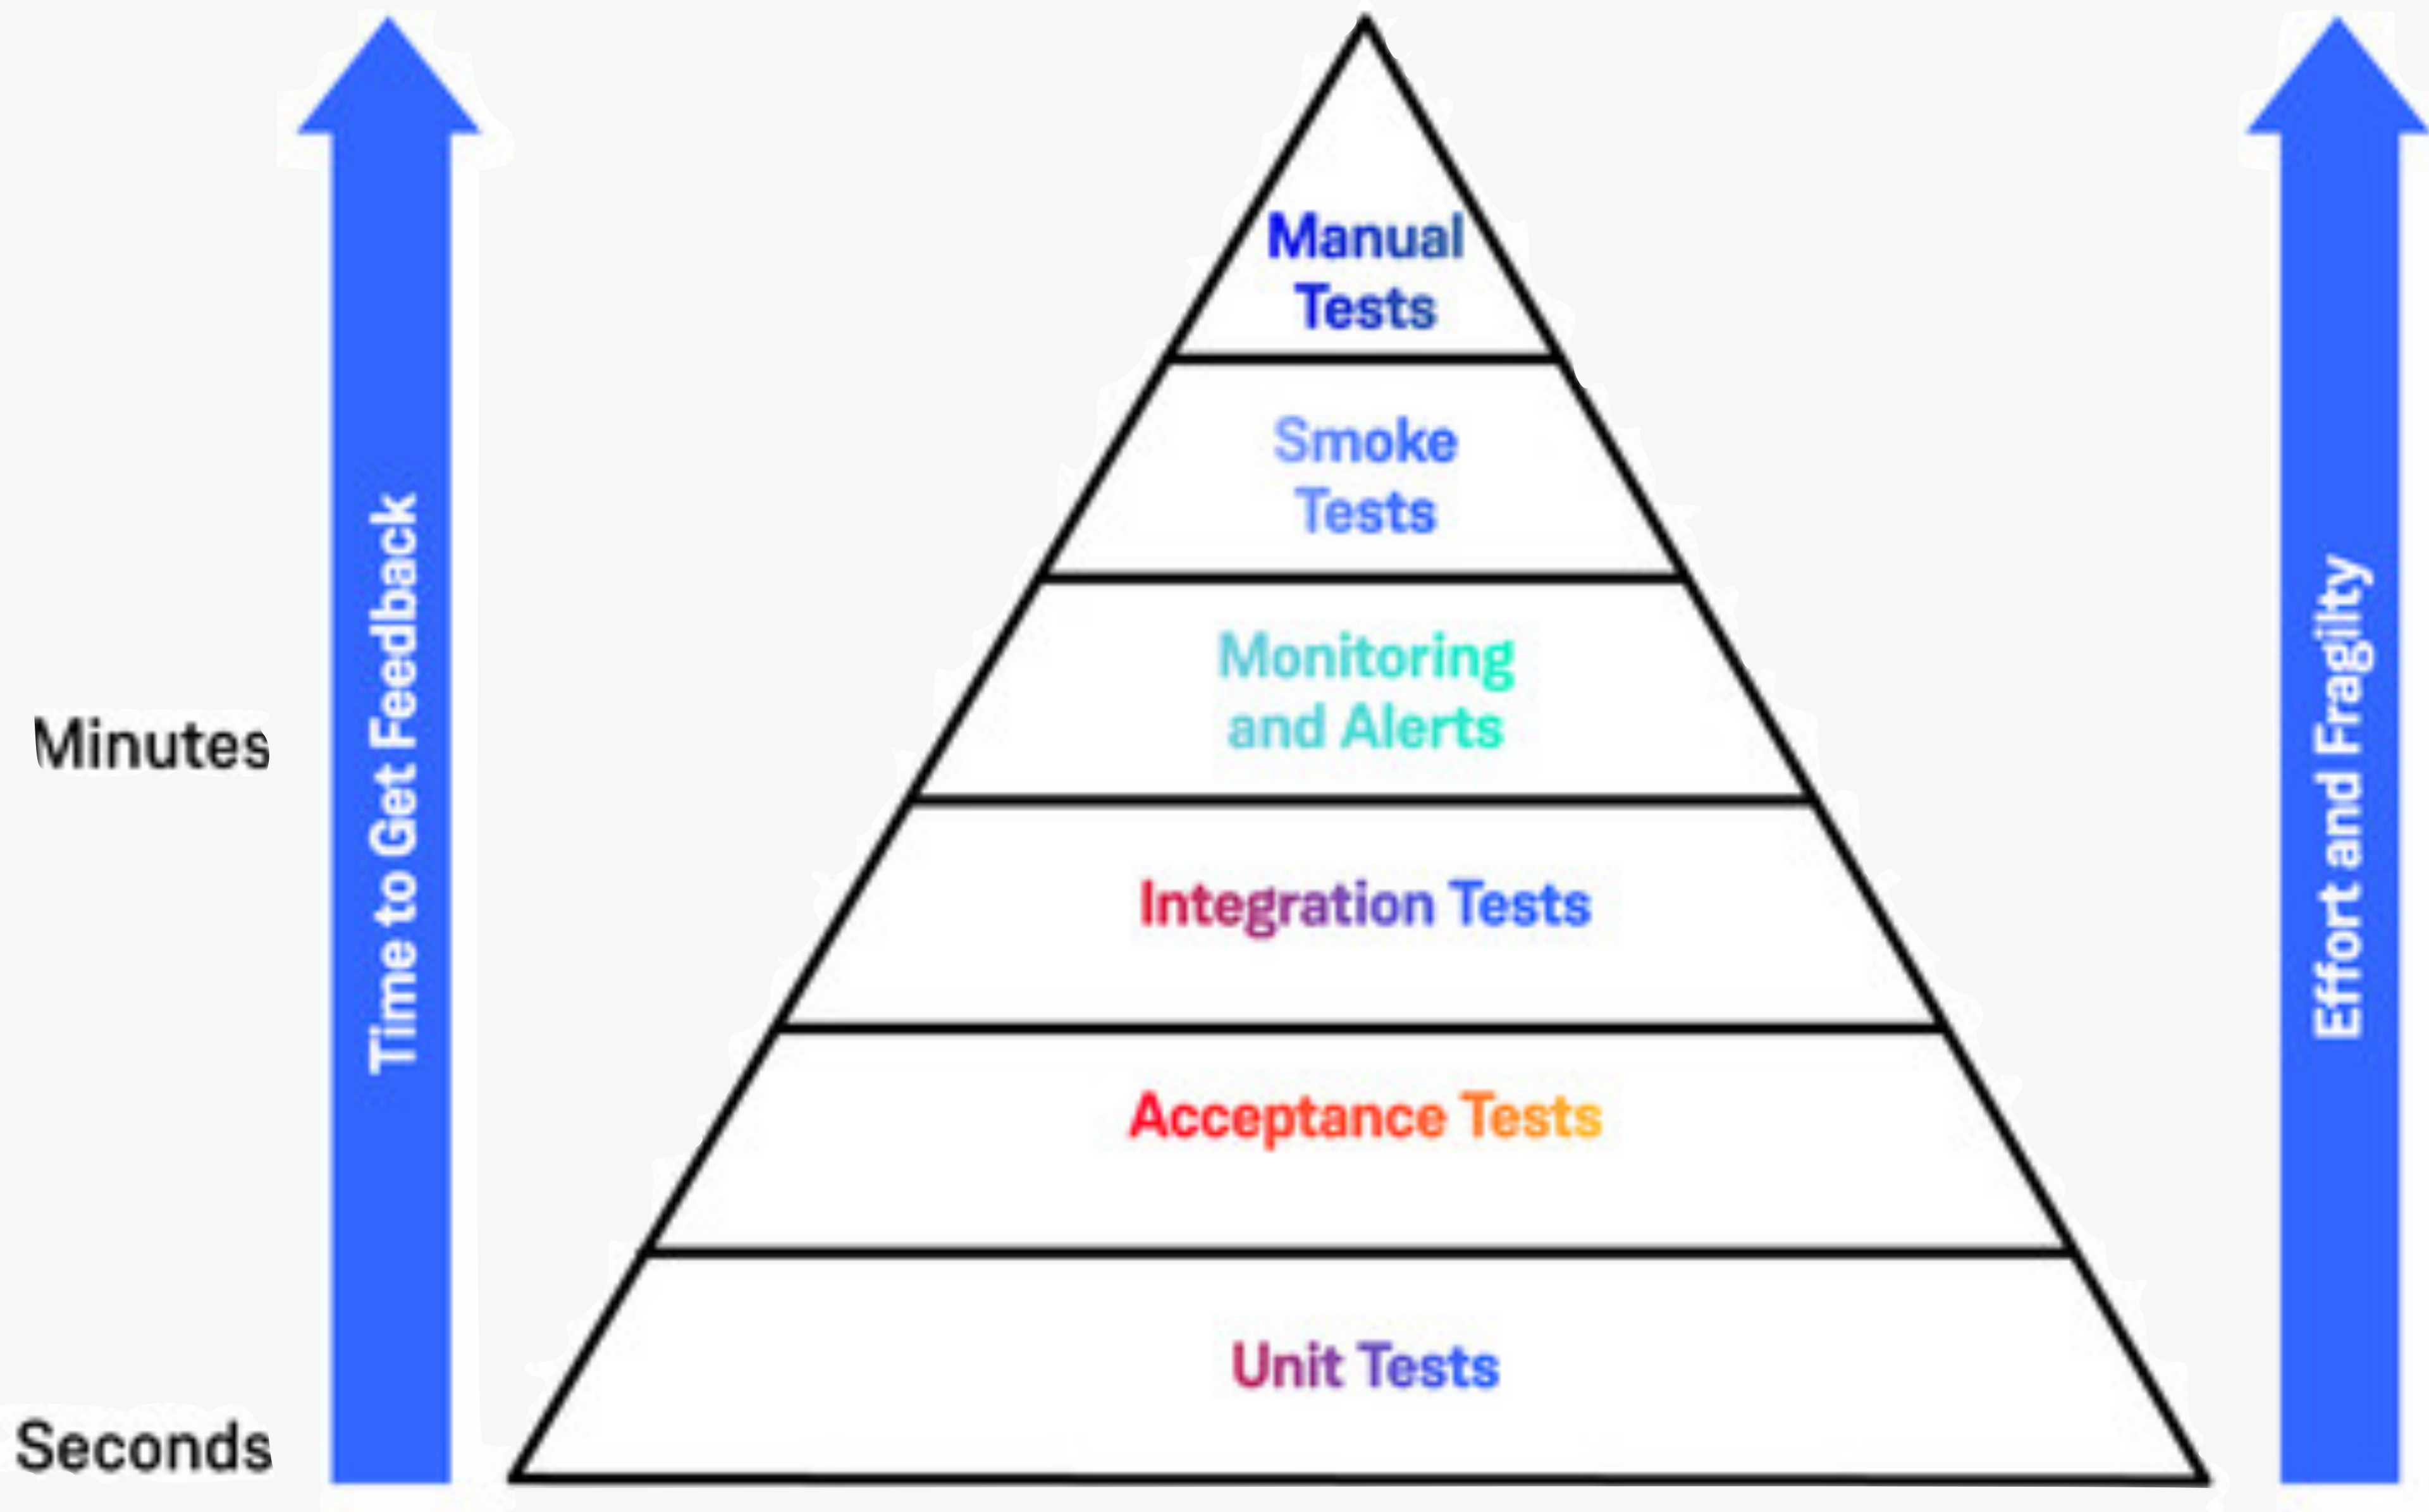 Manual
Tests
Smoke
Tests
Monitoring
and Alerts
Integration Tests
Acceptance Tests
Unit Tests
Minutes
Seconds
Time to Get Feedback
Effort and Fragility